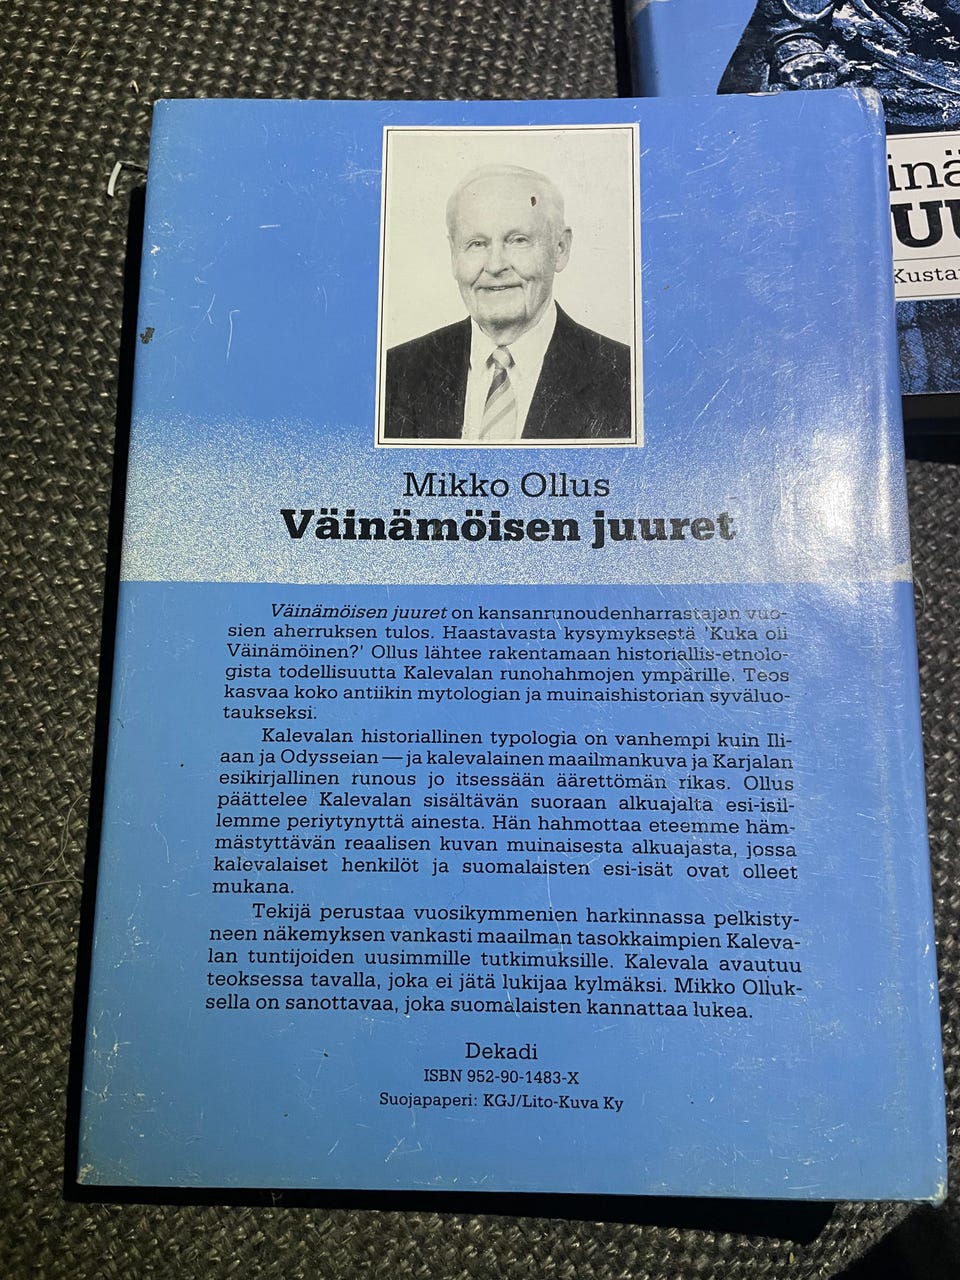 Mikko Ollus
Väinämöisen juuret
Väinämöisen juuret on kansanrunoudenharrastajan vuo-
sien aherruksen tulos. Haastavasta kysymyksestä 'Kuka oli
Väinämöinen?' Ollus lähtee rakentamaan historiallis-etnolo-
gista todellisuutta Kalevalan runohahmojen ympärille. Teos
kasvaa koko antiikin mytologian ja muinaishistorian syväluo-
taukseksi.
Kalevalan historiallinen typologia on vanhempi kuin Ili-
aan ja Odysseian — ja kalevalainen maailmankuva ja Karjalan
esikirjallinen runous jo itsessään äärettömän rikas. Ollus
päättelee Kalevalan sisältävän suoraan alkuajalta esi-isil-
lemme periytynyttä ainesta. Hän hahmottaa eteemme häm-
mästyttävän reaalisen kuvan muinaisesta alkuajasta, jossa
kalevalaiset henkilöt ja suomalaisten esi-isät ovat olleet
mukana.
Tekijä perustaa vuosikymmenien harkinnassa pelkisty-
neen näkemyksen vankasti maailman tasokkaimpien Kaleva-
lan tuntijoiden uusimmille tutkimuksille. Kalevala avautuu
teoksessa tavalla, joka ei jätä lukijaa kylmäksi. Mikko Olluk-
sella on sanottavaa, joka suomalaisten kannattaa lukea.
Dekadi
ISBN 952-90-1483-X
Suojapaperi: KGJ/Lito-Kuva Ky
inä
UU
Kusta